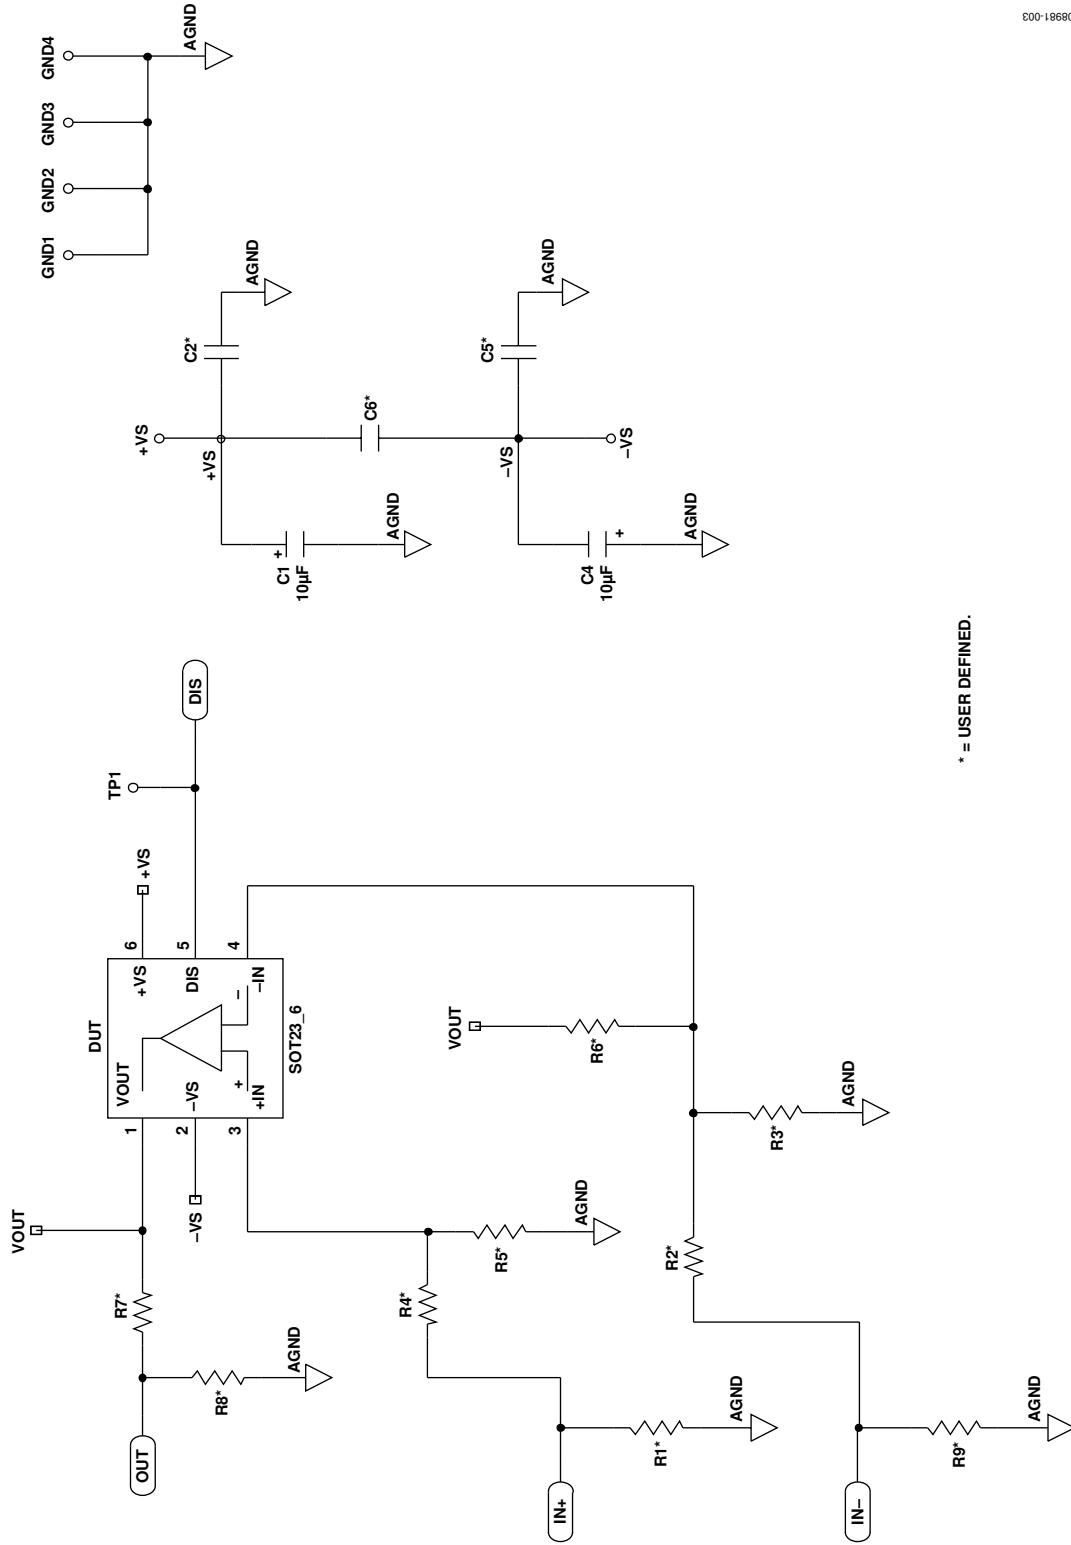 VOUT
OUT
R7*
R8*
AGND
DUT
VOUT
–VS
+IN
+
–
+VS
DIS
–IN
1
2
3
6
5
4
SOT23_6
–VS
+VS
TP1
DIS
IN+
R1*
AGND
R4*
R5*
AGND
IN–
R9*
AGND
R2*
R3*
AGND
VOUT
R6*
+VS
+VS
C1
10µF
+
AGND
C2*
AGND
C6*
–VS
–VS
C4
10µF
+
AGND
C5*
AGND
GND1
GND2
GND3
GND4
AGND
* = USER DEFINED.
08981-003